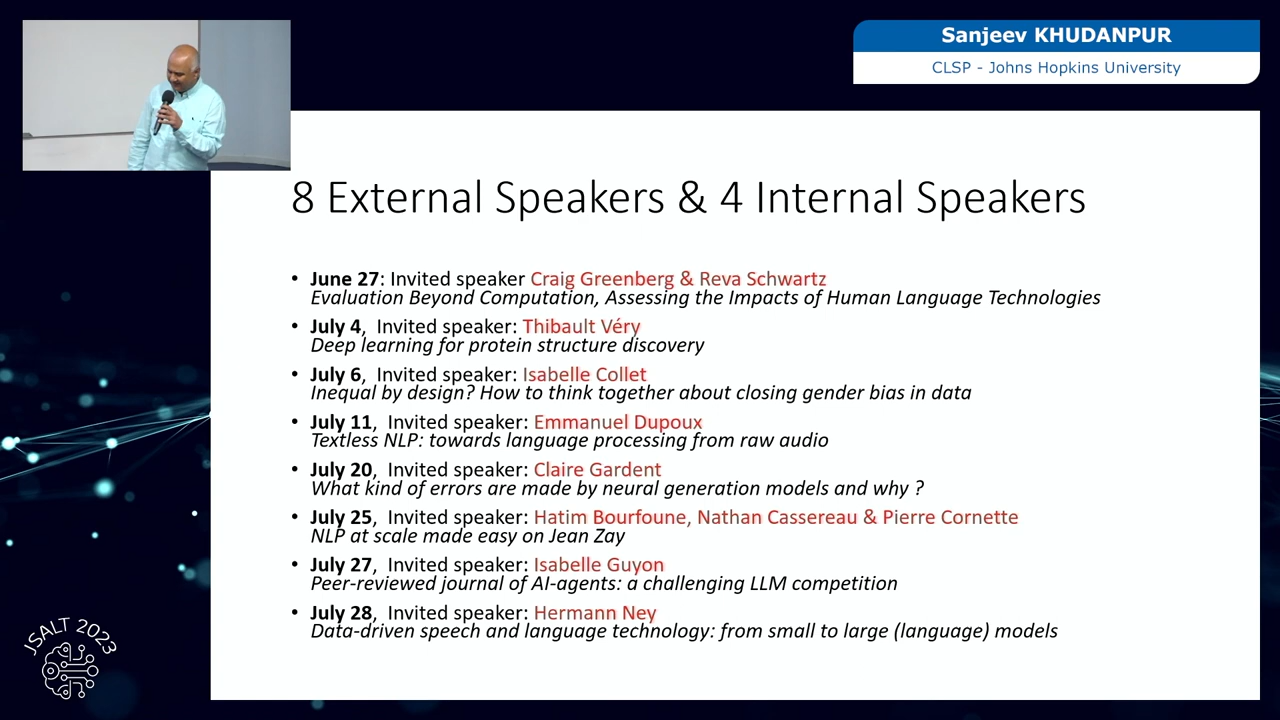 Sanjeev KHUDANPUR
CLSP - Johns Hopkins University
8 External Speakers & 4 Internal Speakers
• June 27: Invited speaker Craig Greenberg & Reva Schwartz
Evaluation Beyond Computation, Assessing the Impacts of Human Language Technologies
• July 4, Invited speaker: Thibault Véry
Deep learning for protein structure discovery
• July 6, Invited speaker: Isabelle Collet
Inequal by design? How to think together about closing gender bias in data
• July 11, Invited speaker: Emmanuel Dupoux
Textless NLP: towards language processing from raw audio
• July 20, Invited speaker: Claire Gardent
What kind of errors are made by neural generation models and why ?
• July 25, Invited speaker: Hatim Bourfoune, Nathan Cassereau & Pierre Cornette
NLP at scale made easy on Jean Zay
• July 27, Invited speaker: Isabelle Guyon
Peer-reviewed journal of AI-agents: a challenging LLM competition
• July 28, Invited speaker: Hermann Ney
Data-driven speech and language technology: from small to large (language) models
JSALT 2023